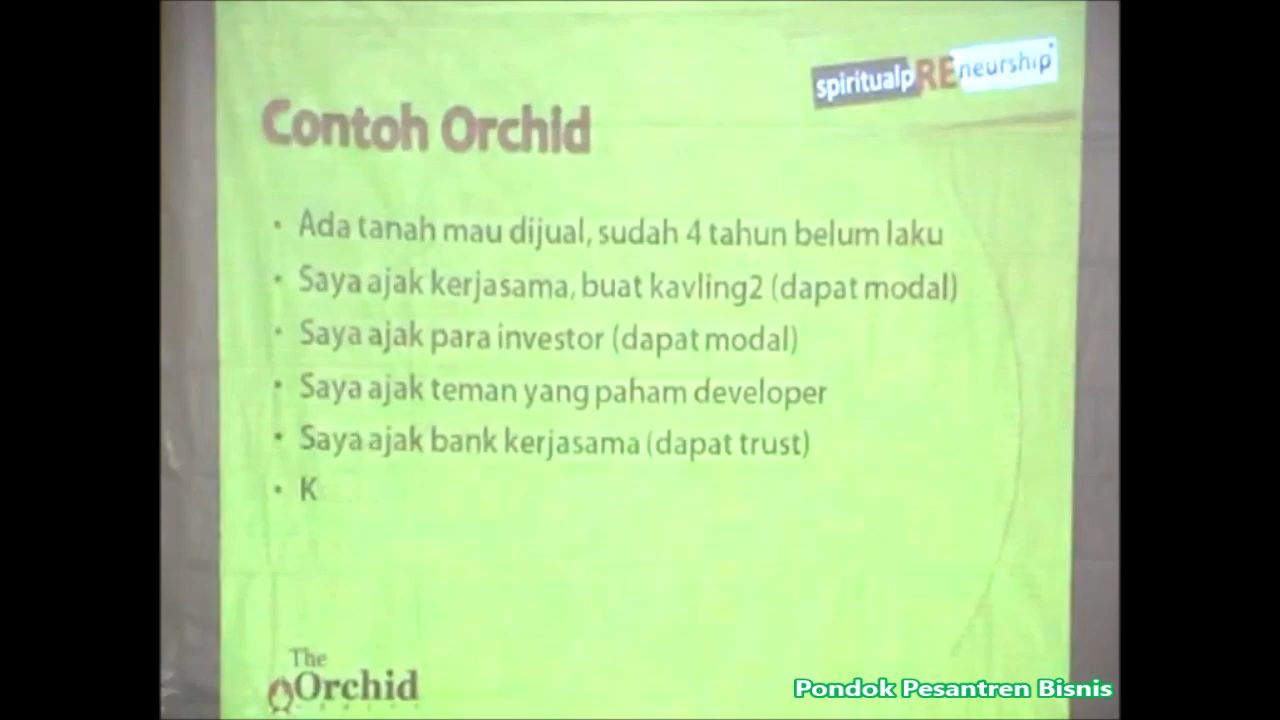 spiritualpREneurship
Contoh Orchid
• Ada tanah mau dijual, sudah 4 tahun belum laku
• Saya ajak kerjasama, buat kavling2 (dapat modal)
• Saya ajak para investor (dapat modal)
• Saya ajak teman yang paham developer
• Saya ajak bank kerjasama (dapat trust)
• K
The
Orchid
Pondok Pesantren Bisnis